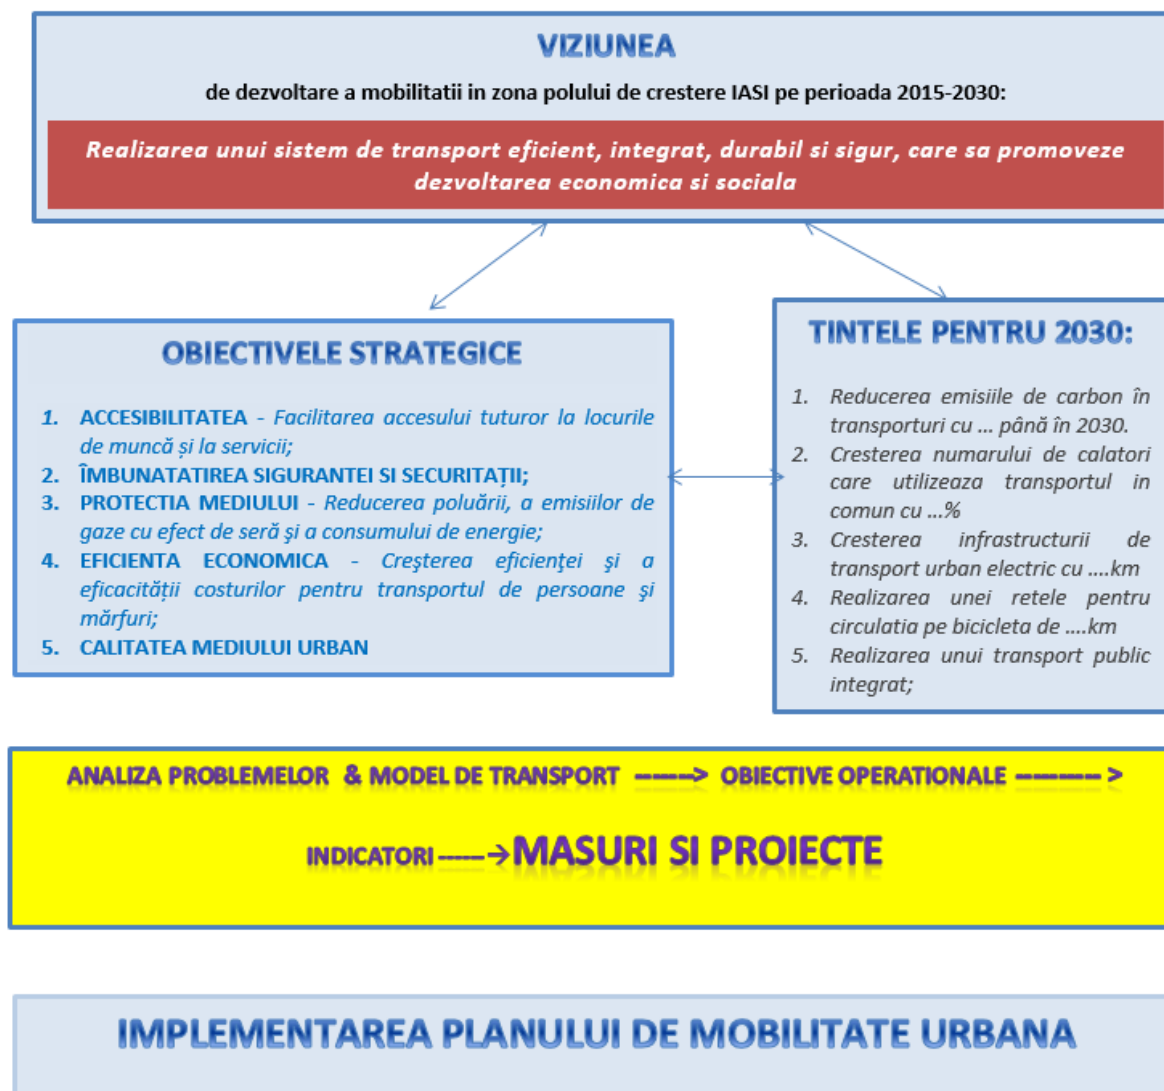 VIZIUNEA
de dezvoltare a mobilitatii in zona polului de crestere IASI pe perioada 2015-2030:
Realizarea unui sistem de transport eficient, integrat, durabil si sigur, care sa promoveze
dezvoltarea economica si sociala
OBIECTIVELE STRATEGICE
1. ACCESIBILITATEA - Facilitarea accesului tuturor la locurile
de muncă și la servicii;
2. ÎMBUNATATIREA SIGURANTEI SI SECURITAȚII;
3. PROTECTIA MEDIULUI - Reducerea poluării, a emisiilor de
gaze cu efect de seră şi a consumului de energie;
4. EFICIENTA ECONOMICA - Creşterea eficienţei şi a
eficacității costurilor pentru transportul de persoane şi
mărfuri;
5. CALITATEA MEDIULUI URBAN
TINTELE PENTRU 2030:
1. Reducerea emisiile de carbon în
transporturi cu ... până în 2030.
2. Cresterea numarului de calatori
care utilizeaza transportul in
comun cu ...%
3. Cresterea infrastructurii de
transport urban electric cu ....km
4. Realizarea unei retele pentru
circulatia pe bicicleta de ....km
5. Realizarea unui transport public
integrat;
ANALIZA PROBLEMELOR & MODEL DE TRANSPORT ------> OBIECTIVE OPERATIONALE ---------- >
INDICATORI ------→MASURI SI PROIECTE
IMPLEMENTAREA PLANULUI DE MOBILITATE URBANA